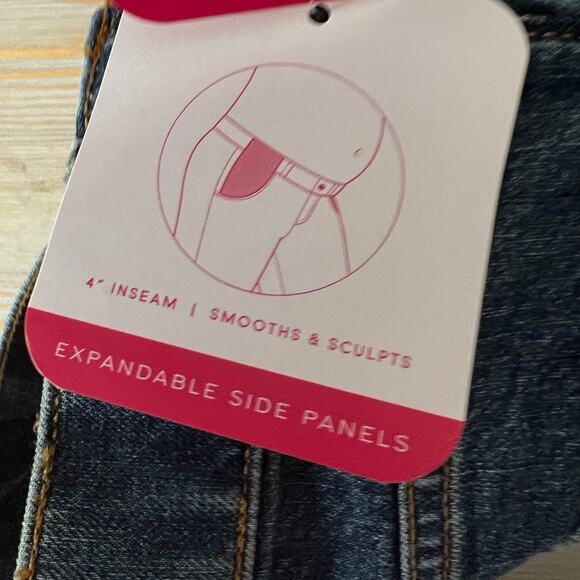 4" INSEAM | SMOOTHS & SCULPTS
EXPANDABLE SIDE PANELS